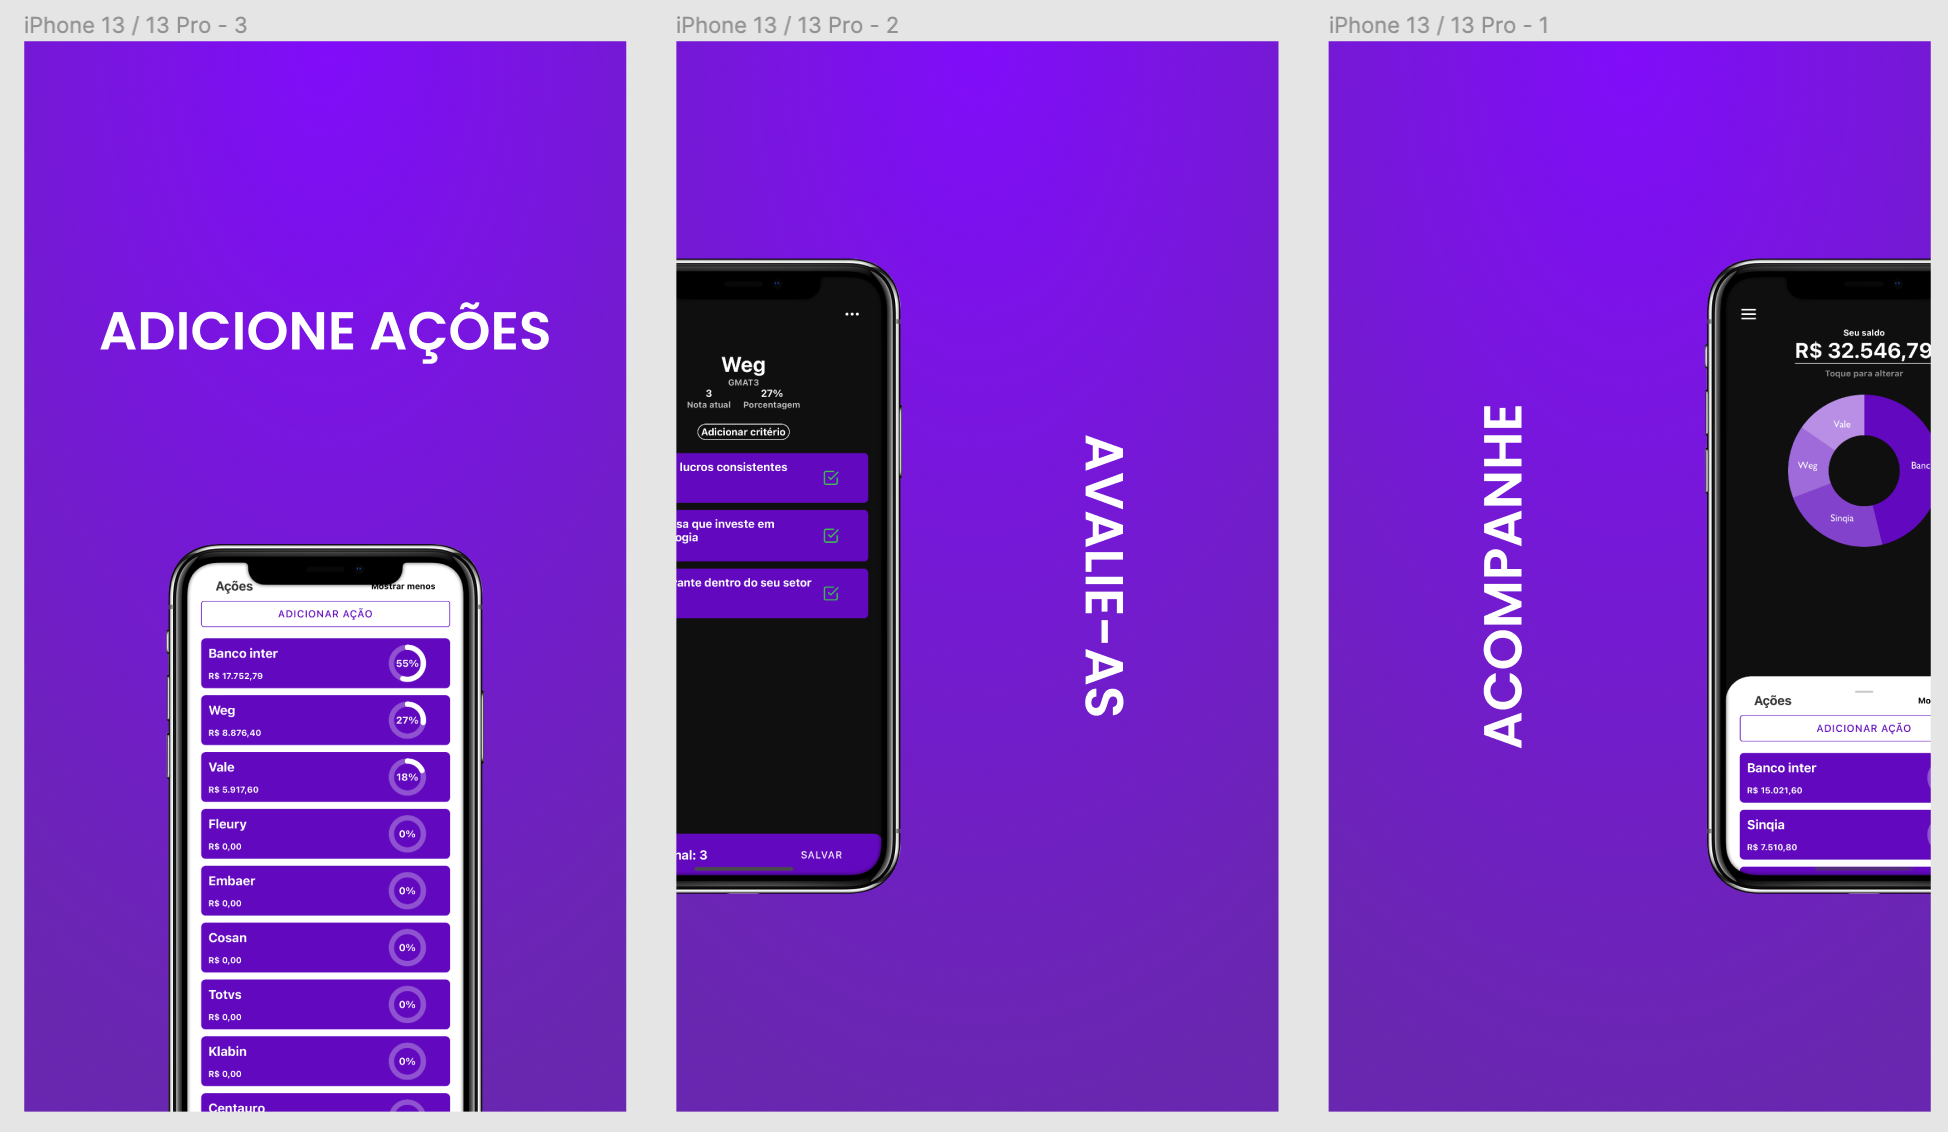 iPhone 13 / 13 Pro - 3
ADICIONE AÇÕES
Ações
Mostrar menos
ADICIONAR AÇÃO
Banco inter
55%
R$ 17.752,79
Weg
27%
R$ 8.876,40
Vale
18%
R$ 5.917,60
Fleury
0%
R$ 0,00
Embaer
0%
R$ 0,00
Cosan
0%
R$ 0,00
Totvs
0%
R$ 0,00
Klabin
0%
R$ 0,00
Centauro
iPhone 13 / 13 Pro - 2
Weg
GMAT3
3 27%
Nota atual Porcentagem
Adicionar critério
lucros consistentes
sa que investe em
ogia
rante dentro do seu setor
nal: 3
SALVAR
AVALIE-AS
iPhone 13 / 13 Pro - 1
ACOMPANHE
Seu saldo
R$ 32.546,79
Toque para alterar
Vale
Weg
Banc
Sinqia
Ações
Mo
ADICIONAR AÇÃO
Banco inter
R$ 15.021,60
Sinqia
R$ 7.510,80